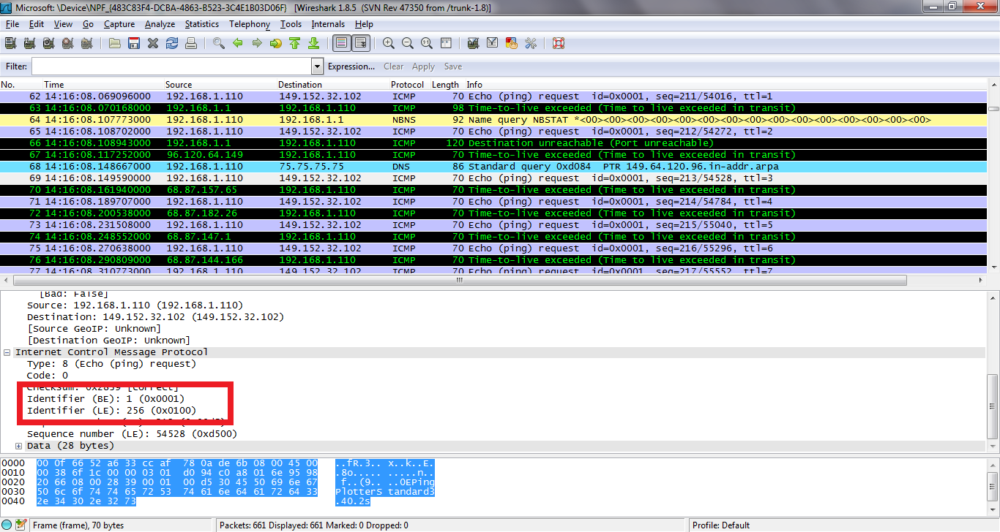 Microsoft: \Device\NPF_{483C83F4-DCBA-4863-B523-3C4E1B03D06F} [Wireshark 1.8.5 (SVN Rev 47350 from /trunk-1.8)]
File Edit View Go Capture Analyze Statistics Telephony Tools Internals Help
Filter: Expression... Clear Apply Save
No. Time Source Destination Protocol Length Info
62 14:16:08.069096000 192.168.1.110 149.152.32.102 ICMP 70 Echo (ping) request id=0x0001, seq=211/54016, ttl=1
63 14:16:08.070168000 192.168.1.1 192.168.1.110 ICMP 98 Time-to-live exceeded (Time to live exceeded in transit)
64 14:16:08.107773000 192.168.1.110 192.168.1.1 NBNS 92 Name query NBSTAT *<00><00><00><00><00><00><00><00><00><00><00><00><00><00><00>
65 14:16:08.108702000 192.168.1.110 149.152.32.102 ICMP 70 Echo (ping) request id=0x0001, seq=212/54272, ttl=2
66 14:16:08.108943000 192.168.1.1 192.168.1.110 ICMP 120 Destination unreachable (Port unreachable)
67 14:16:08.117252000 96.120.64.149 192.168.1.110 ICMP 70 Time-to-live exceeded (Time to live exceeded in transit)
68 14:16:08.148667000 192.168.1.110 75.75.75.75 DNS 86 Standard query 0xd084 PTR 149.64.120.96.in-addr.arpa
69 14:16:08.149590000 192.168.1.110 149.152.32.102 ICMP 70 Echo (ping) request id=0x0001, seq=213/54528, ttl=3
70 14:16:08.161940000 68.87.157.65 192.168.1.110 ICMP 70 Time-to-live exceeded (Time to live exceeded in transit)
71 14:16:08.189707000 192.168.1.110 149.152.32.102 ICMP 70 Echo (ping) request id=0x0001, seq=214/54784, ttl=4
72 14:16:08.200538000 68.87.182.26 192.168.1.110 ICMP 70 Time-to-live exceeded (Time to live exceeded in transit)
73 14:16:08.231508000 192.168.1.110 149.152.32.102 ICMP 70 Echo (ping) request id=0x0001, seq=215/55040, ttl=5
74 14:16:08.248552000 68.87.147.1 192.168.1.110 ICMP 70 Time-to-live exceeded (Time to live exceeded in transit)
75 14:16:08.270638000 192.168.1.110 149.152.32.102 ICMP 70 Echo (ping) request id=0x0001, seq=216/55296, ttl=6
76 14:16:08.290809000 68.87.144.166 192.168.1.110 ICMP 70 Time-to-live exceeded (Time to live exceeded in transit)
77 14:16:08.310773000 192.168.1.110 149.152.32.102 ICMP 70 Echo (ping) request id=0x0001, seq=217/55552, ttl=7
[Bad: False]
Source: 192.168.1.110 (192.168.1.110)
Destination: 149.152.32.102 (149.152.32.102)
[Source GeoIP: Unknown]
[Destination GeoIP: Unknown]
Internet Control Message Protocol
Type: 8 (Echo (ping) request)
Code: 0
Checksum: 0x2839 [correct]
Identifier (BE): 1 (0x0001)
Identifier (LE): 256 (0x0100)
Sequence number (LE): 54528 (0xd500)
Data (28 bytes)
0000 00 0f 66 52 a6 33 cc af 78 0a de 6b 08 00 45 00 ..fR.3.. x..k..E.
0010 00 38 6f 1c 00 00 03 01 d0 94 c0 a8 01 6e 95 98 .8o..... .....n..
0020 20 66 08 00 28 39 00 01 00 d5 30 45 50 69 6e 67 f..(9.. ..0EPing
0030 50 6c 6f 74 74 65 72 53 74 61 6e 64 61 72 64 33 PlotterS tandard3
0040 2e 34 30 2e 32 73 .40.2s
Frame (frame), 70 bytes Packets: 661 Displayed: 661 Marked: 0 Dropped: 0 Profile: Default